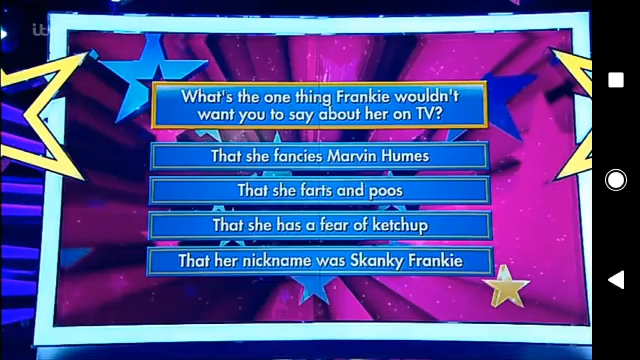 itv
What's the one thing Frankie wouldn't
want you to say about her on TV?
That she fancies Marvin Humes
That she farts and poos
That she has a fear of ketchup
That her nickname was Skanky Frankie